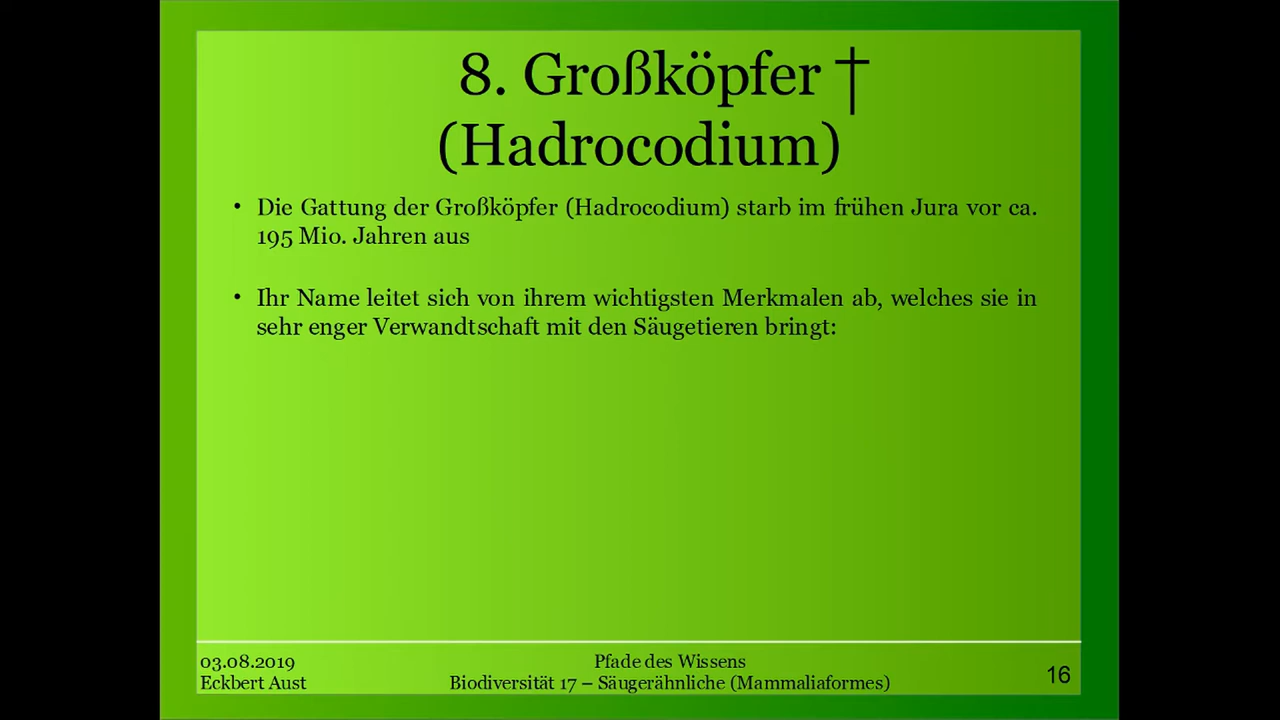 8. Großköpfer †
(Hadrocodium)
• Die Gattung der Großköpfer (Hadrocodium) starb im frühen Jura vor ca.
195 Mio. Jahren aus
• Ihr Name leitet sich von ihrem wichtigsten Merkmalen ab, welches sie in
sehr enger Verwandtschaft mit den Säugetieren bringt:
03.08.2019
Eckbert Aust
Pfade des Wissens
Biodiversität 17 – Säugerähnliche (Mammaliaformes)
16